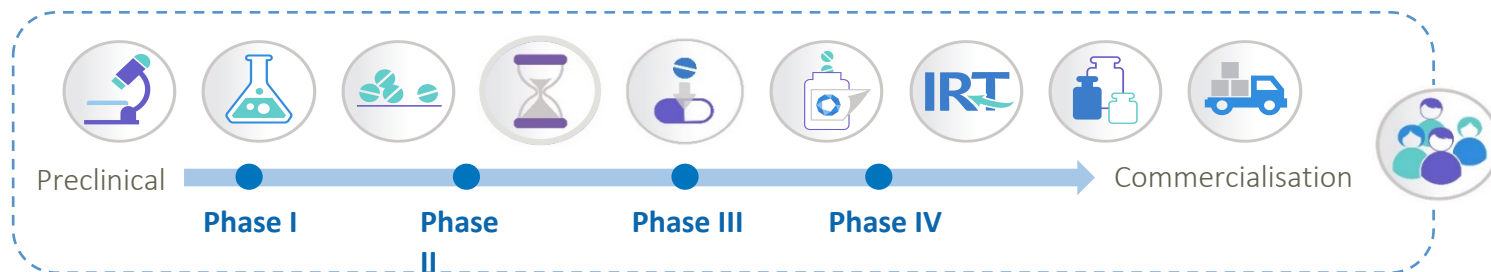 IRT
Preclinical
Commercialisation
Phase I
Phase
II
Phase III
Phase IV